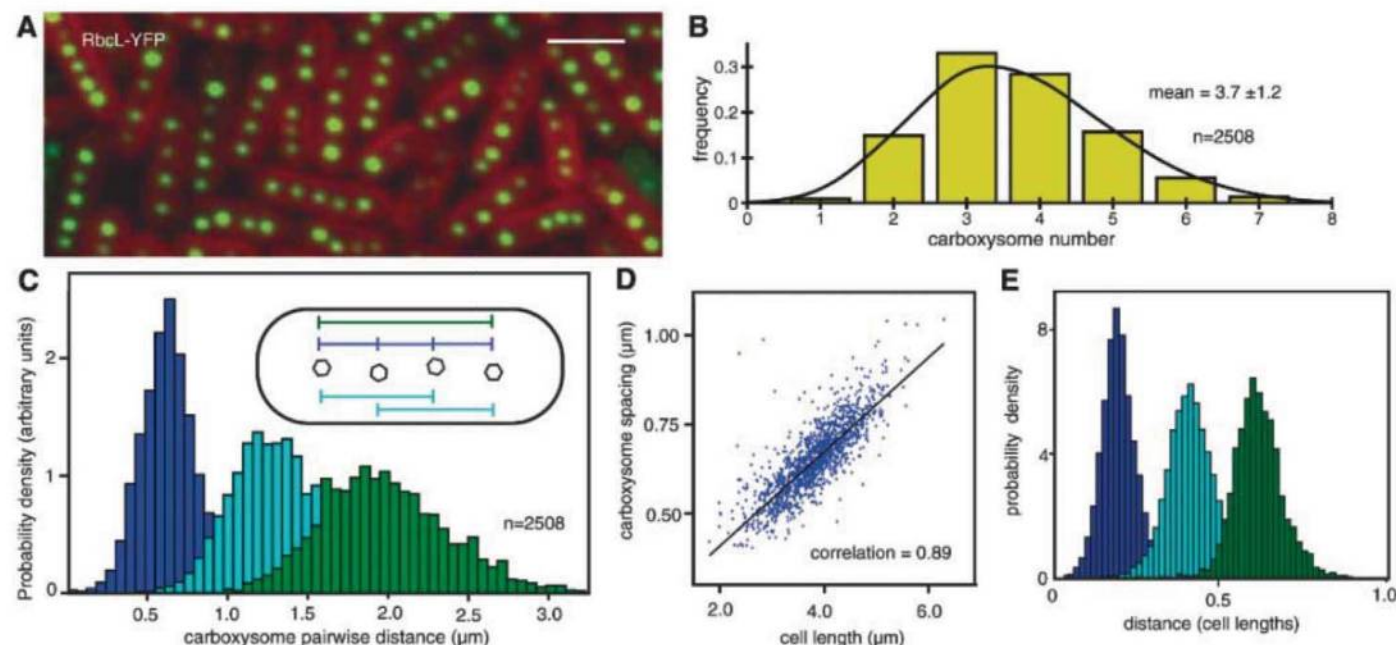 A
RbcL-YFP
B
frequency
0.3
0.2
0.1
0
mean = 3.7 ±1.2
n=2508
0 1 2 3 4 5 6 7 8
carboxysome number
C
Probability density (arbitrary units)
2
1
0
n=2508
0.5 1.0 1.5 2.0 2.5 3.0
carboxysome pairwise distance (µm)
D
carboxysome spacing (µm)
1.00
0.75
0.50
correlation = 0.89
2.0 4.0 6.0
cell length (µm)
E
probability density
8
4
0
0 0.5 1.0
distance (cell lengths)